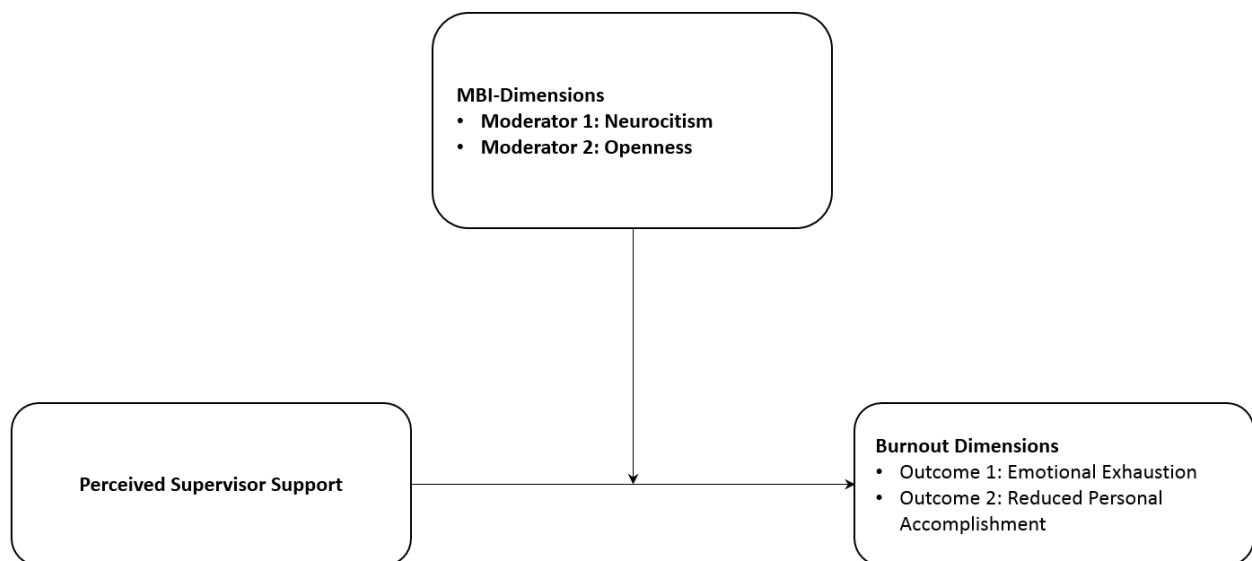 MBI-Dimensions
• Moderator 1: Neurocitism
• Moderator 2: Openness
Perceived Supervisor Support
Burnout Dimensions
• Outcome 1: Emotional Exhaustion
• Outcome 2: Reduced Personal
Accomplishment